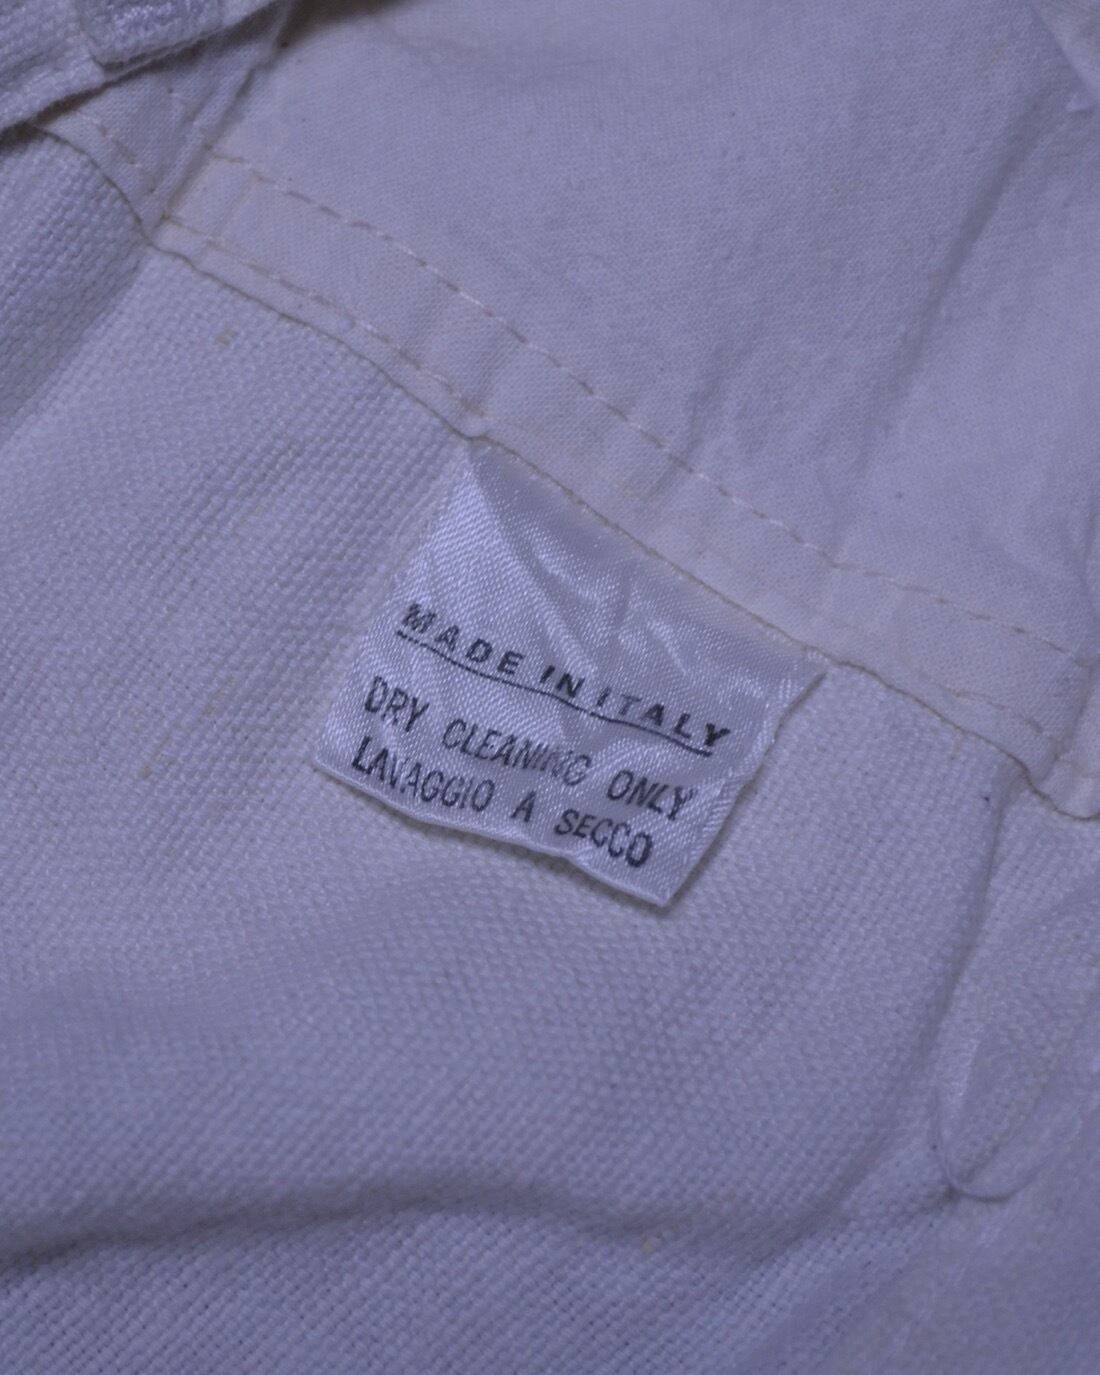 MADE IN ITALY
DRY CLEANING ONLY
LAVAGGIO A SECCO